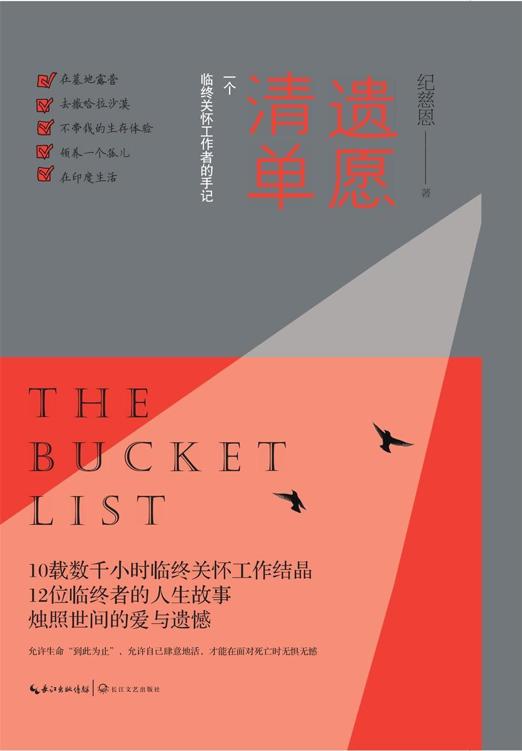 在墓地露营
去撒哈拉沙漠
不带钱的生存体验
领养一个孤儿
在印度生活
遗愿
清单
一个
临终关怀工作者的手记
纪慈恩——著
THE
BUCKET
LIST
10载数千小时临终关怀工作结晶
12位临终者的人生故事
烛照世间的爱与遗憾
允许生命“到此为止”，允许自己肆意地活，才能在面对死亡时无惧无憾
长江出版传媒 长江文艺出版社